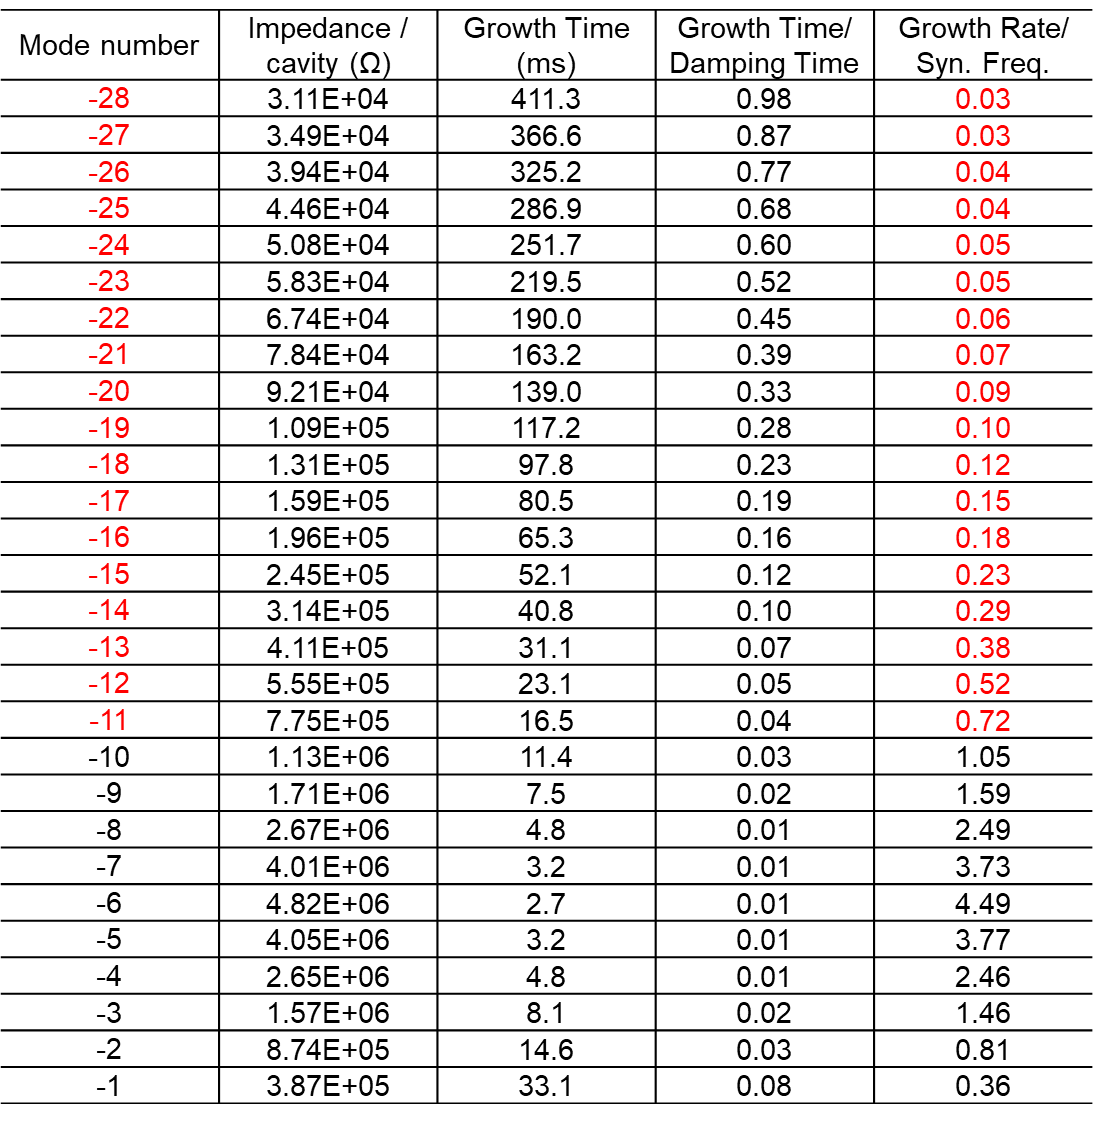 Mode number Impedance / cavity (Ω) Growth Time (ms) Growth Time/ Damping Time Growth Rate/ Syn. Freq.
-28 3.11E+04 411.3 0.98 0.03
-27 3.49E+04 366.6 0.87 0.03
-26 3.94E+04 325.2 0.77 0.04
-25 4.46E+04 286.9 0.68 0.04
-24 5.08E+04 251.7 0.60 0.05
-23 5.83E+04 219.5 0.52 0.05
-22 6.74E+04 190.0 0.45 0.06
-21 7.84E+04 163.2 0.39 0.07
-20 9.21E+04 139.0 0.33 0.09
-19 1.09E+05 117.2 0.28 0.10
-18 1.31E+05 97.8 0.23 0.12
-17 1.59E+05 80.5 0.19 0.15
-16 1.96E+05 65.3 0.16 0.18
-15 2.45E+05 52.1 0.12 0.23
-14 3.14E+05 40.8 0.10 0.29
-13 4.11E+05 31.1 0.07 0.38
-12 5.55E+05 23.1 0.05 0.52
-11 7.75E+05 16.5 0.04 0.72
-10 1.13E+06 11.4 0.03 1.05
-9 1.71E+06 7.5 0.02 1.59
-8 2.67E+06 4.8 0.01 2.49
-7 4.01E+06 3.2 0.01 3.73
-6 4.82E+06 2.7 0.01 4.49
-5 4.05E+06 3.2 0.01 3.77
-4 2.65E+06 4.8 0.01 2.46
-3 1.57E+06 8.1 0.02 1.46
-2 8.74E+05 14.6 0.03 0.81
-1 3.87E+05 33.1 0.08 0.36